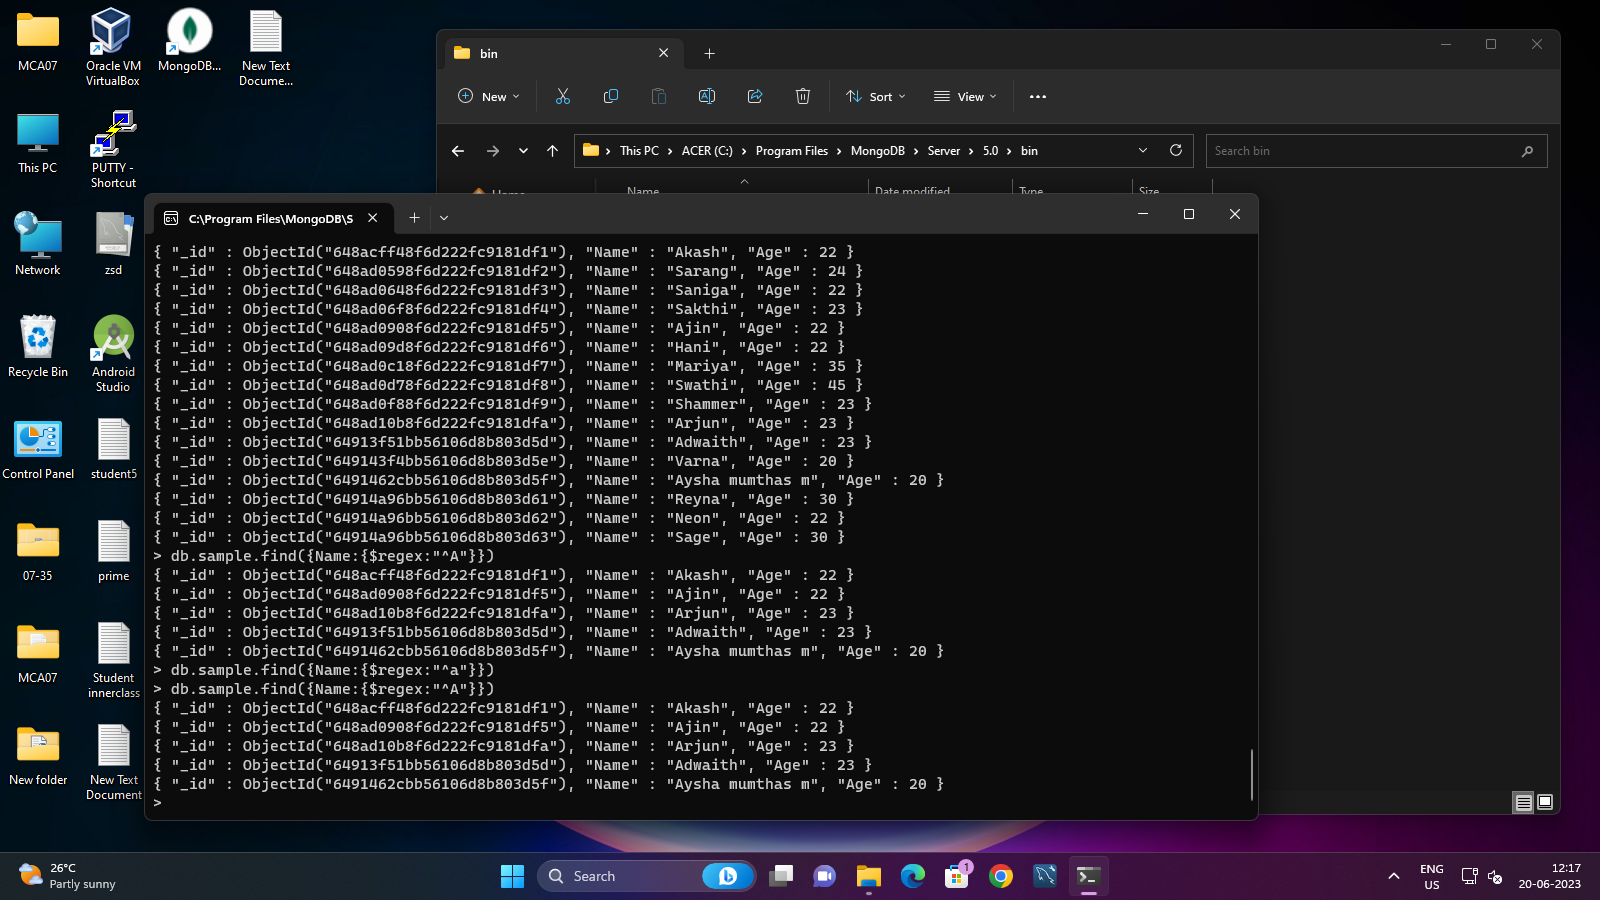 MCA07
Oracle VM
VirtualBox
MongoDB...
New Text
Docume...
This PC
PUTTY -
Shortcut
Network
zsd
Recycle Bin
Android
Studio
Control Panel
student5
07-35
prime
MCA07
Student
innerclass
New folder
New Text
Document
bin
New
Sort
View
This PC
ACER (C:)
Program Files
MongoDB
Server
5.0
bin
Search bin
Home
Name
Date modified
Type
Size
C:\Program Files\MongoDB\S
{ "_id" : ObjectId("648acff48f6d222fc9181df1"), "Name" : "Akash", "Age" : 22 }
{ "_id" : ObjectId("648ad0598f6d222fc9181df2"), "Name" : "Sarang", "Age" : 24 }
{ "_id" : ObjectId("648ad0648f6d222fc9181df3"), "Name" : "Saniga", "Age" : 22 }
{ "_id" : ObjectId("648ad06f8f6d222fc9181df4"), "Name" : "Sakthi", "Age" : 23 }
{ "_id" : ObjectId("648ad0908f6d222fc9181df5"), "Name" : "Ajin", "Age" : 22 }
{ "_id" : ObjectId("648ad09d8f6d222fc9181df6"), "Name" : "Hani", "Age" : 22 }
{ "_id" : ObjectId("648ad0c18f6d222fc9181df7"), "Name" : "Mariya", "Age" : 35 }
{ "_id" : ObjectId("648ad0d78f6d222fc9181df8"), "Name" : "Swathi", "Age" : 45 }
{ "_id" : ObjectId("648ad0f88f6d222fc9181df9"), "Name" : "Shammer", "Age" : 23 }
{ "_id" : ObjectId("648ad10b8f6d222fc9181dfa"), "Name" : "Arjun", "Age" : 23 }
{ "_id" : ObjectId("64913f51bb56106d8b803d5d"), "Name" : "Adwaith", "Age" : 23 }
{ "_id" : ObjectId("649143f4bb56106d8b803d5e"), "Name" : "Varna", "Age" : 20 }
{ "_id" : ObjectId("6491462cbb56106d8b803d5f"), "Name" : "Aysha mumthas m", "Age" : 20 }
{ "_id" : ObjectId("64914a96bb56106d8b803d61"), "Name" : "Reyna", "Age" : 30 }
{ "_id" : ObjectId("64914a96bb56106d8b803d62"), "Name" : "Neon", "Age" : 22 }
{ "_id" : ObjectId("64914a96bb56106d8b803d63"), "Name" : "Sage", "Age" : 30 }
> db.sample.find({Name:{$regex:"^A"}})
{ "_id" : ObjectId("648acff48f6d222fc9181df1"), "Name" : "Akash", "Age" : 22 }
{ "_id" : ObjectId("648ad0908f6d222fc9181df5"), "Name" : "Ajin", "Age" : 22 }
{ "_id" : ObjectId("648ad10b8f6d222fc9181dfa"), "Name" : "Arjun", "Age" : 23 }
{ "_id" : ObjectId("64913f51bb56106d8b803d5d"), "Name" : "Adwaith", "Age" : 23 }
{ "_id" : ObjectId("6491462cbb56106d8b803d5f"), "Name" : "Aysha mumthas m", "Age" : 20 }
> db.sample.find({Name:{$regex:"^a"}})
> db.sample.find({Name:{$regex:"^A"}})
{ "_id" : ObjectId("648acff48f6d222fc9181df1"), "Name" : "Akash", "Age" : 22 }
{ "_id" : ObjectId("648ad0908f6d222fc9181df5"), "Name" : "Ajin", "Age" : 22 }
{ "_id" : ObjectId("648ad10b8f6d222fc9181dfa"), "Name" : "Arjun", "Age" : 23 }
{ "_id" : ObjectId("64913f51bb56106d8b803d5d"), "Name" : "Adwaith", "Age" : 23 }
{ "_id" : ObjectId("6491462cbb56106d8b803d5f"), "Name" : "Aysha mumthas m", "Age" : 20 }
>
26°C
Partly sunny
Search
1
ENG
US
12:17
20-06-2023